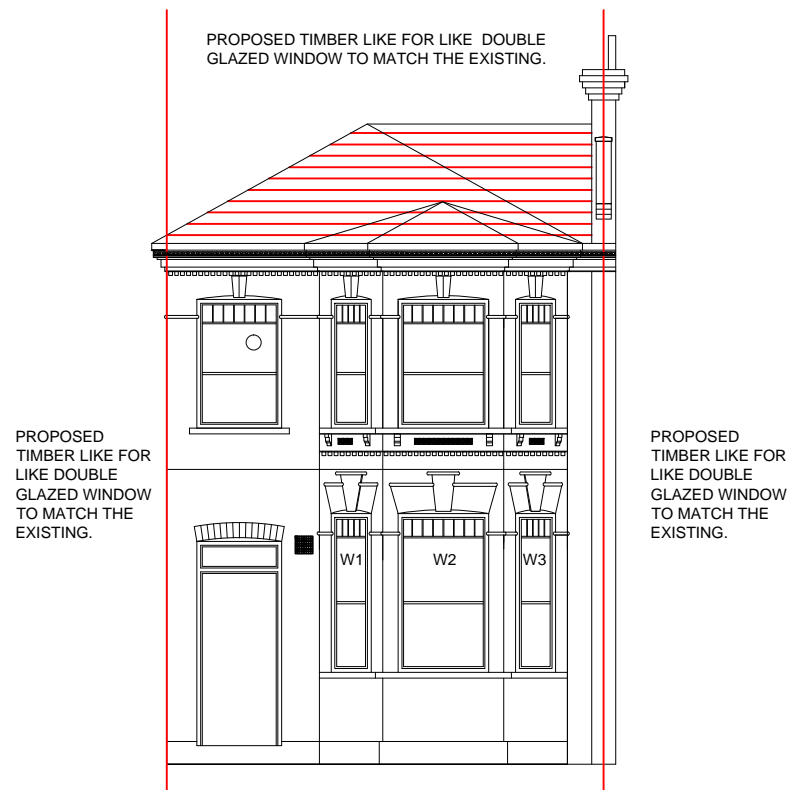 PROPOSED TIMBER LIKE FOR LIKE DOUBLE
GLAZED WINDOW TO MATCH THE EXISTING.
PROPOSED
TIMBER LIKE FOR
LIKE DOUBLE
GLAZED WINDOW
TO MATCH THE
EXISTING.
PROPOSED
TIMBER LIKE FOR
LIKE DOUBLE
GLAZED WINDOW
TO MATCH THE
EXISTING.
W1 W2 W3